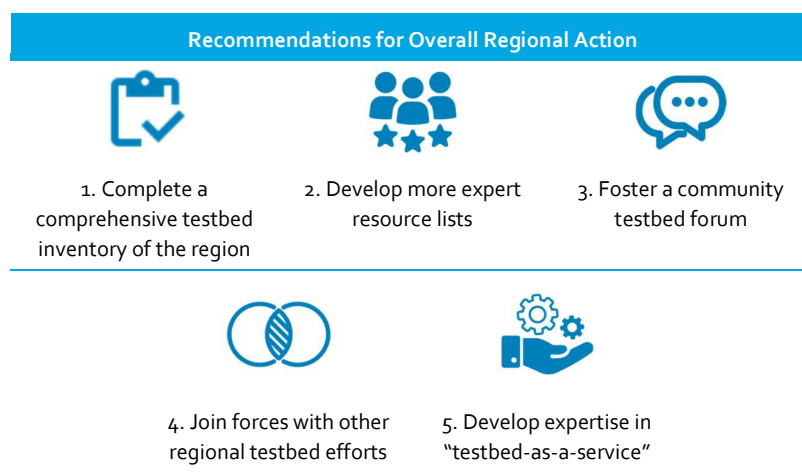 Recommendations for Overall Regional Action
1. Complete a
comprehensive testbed
inventory of the region
2. Develop more expert
resource lists
3. Foster a community
testbed forum
4. Join forces with other
regional testbed efforts
5. Develop expertise in
“testbed-as-a-service”